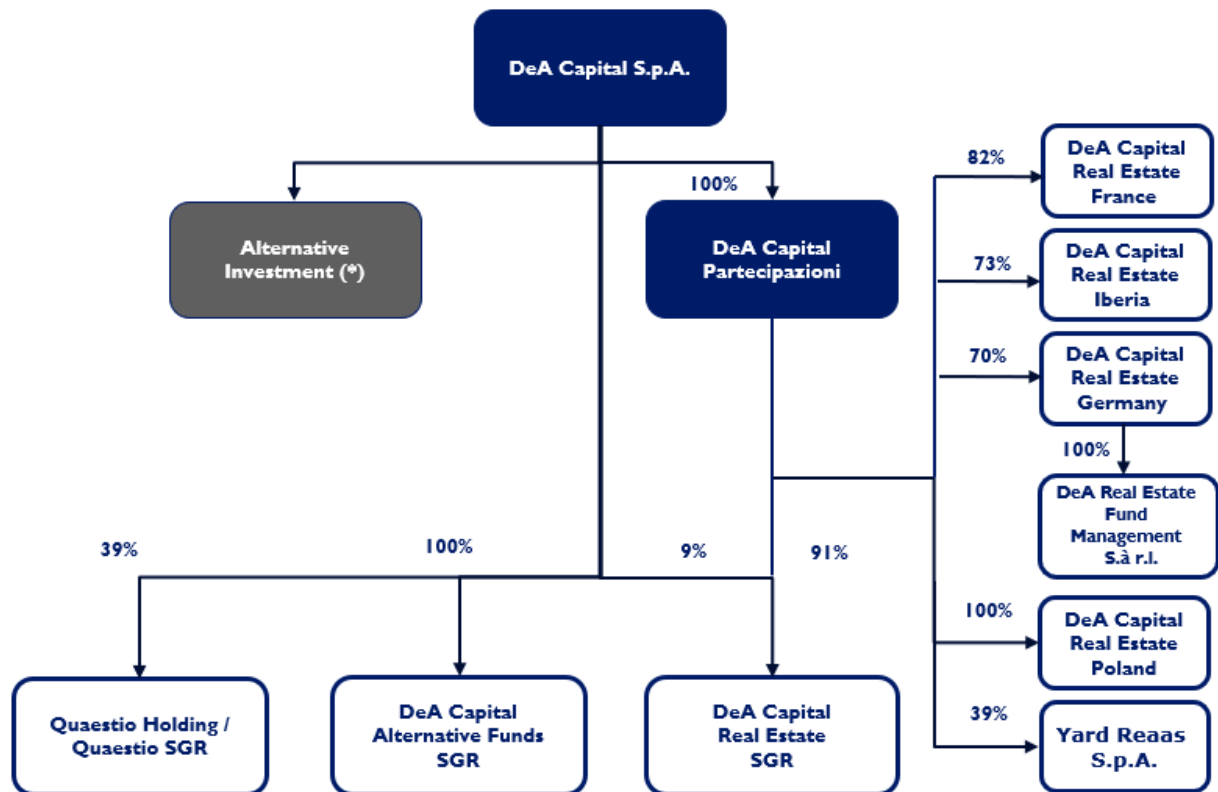 DeA Capital S.p.A.
100%
Alternative
Investment (*)
DeA Capital
Partecipazioni
82%
DeA Capital
Real Estate
France
73%
DeA Capital
Real Estate
Iberia
70%
DeA Capital
Real Estate
Germany
100%
DeA Real Estate
Fund
Management
S.à r.l.
39%
100%
9%
91%
100%
DeA Capital
Real Estate
Poland
39%
Yard Reaas
S.p.A.
Quaestio Holding /
Quaestio SGR
DeA Capital
Alternative Funds
SGR
DeA Capital
Real Estate
SGR